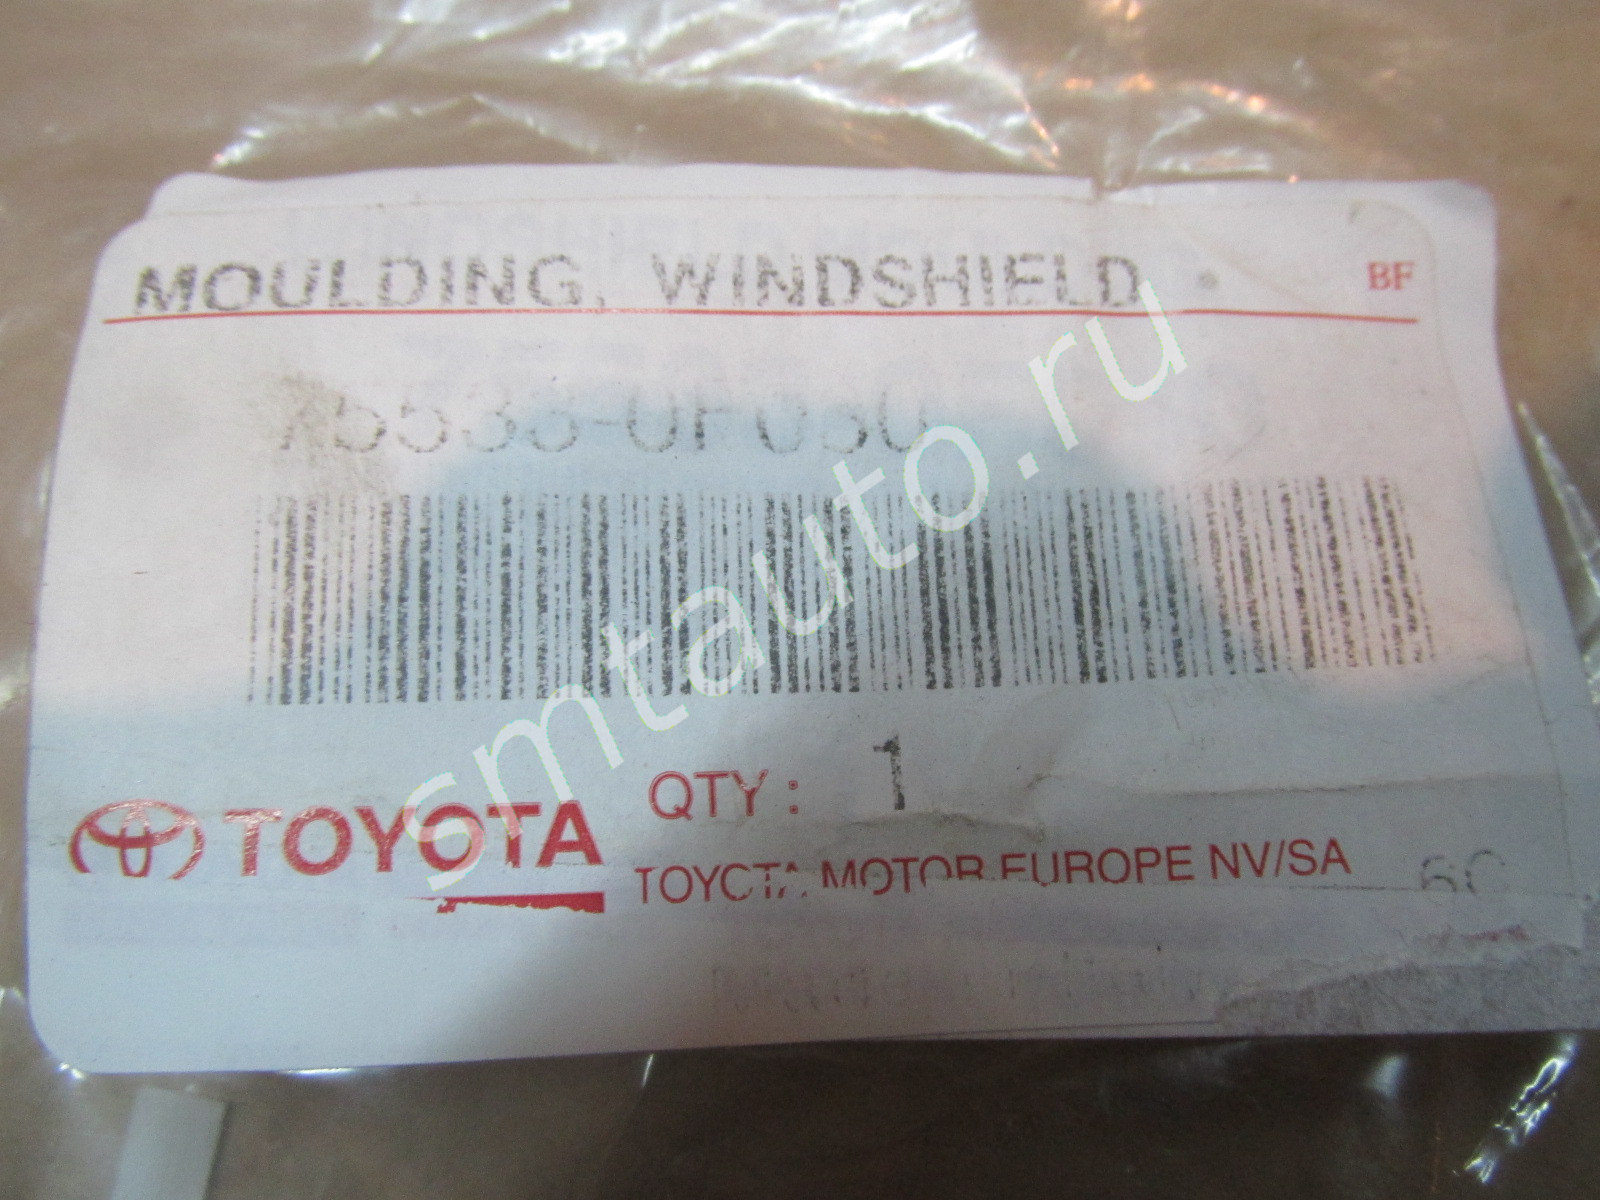 MOULDING, WINDSHIELD
BF
QTY : 1
TOYOTA
TOYOTA MOTOR EUROPE NV/SA
smtauto.ru